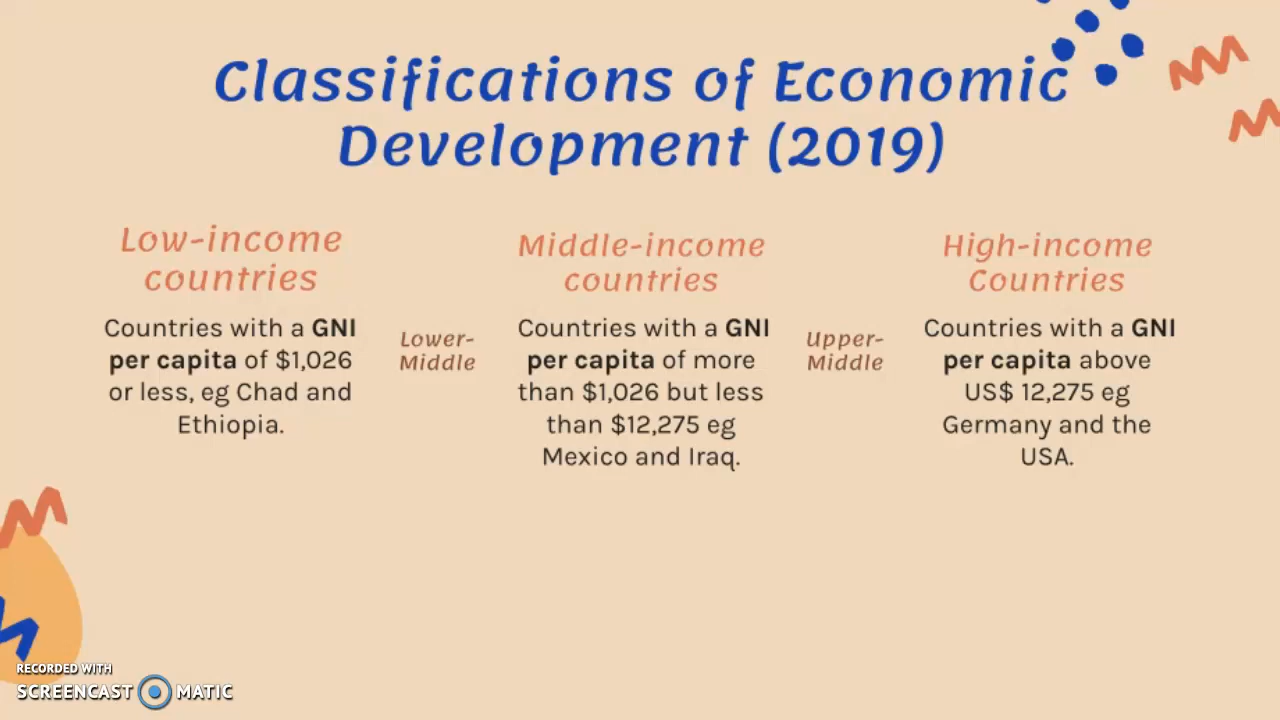 Classifications of Economic
Development (2019)
Low-income
countries
Countries with a GNI
per capita of $1,026
or less, eg Chad and
Ethiopia.
Lower-
Middle
Middle-income
countries
Countries with a GNI
per capita of more
than $1,026 but less
than $12,275 eg
Mexico and Iraq.
Upper-
Middle
High-income
Countries
Countries with a GNI
per capita above
US$ 12,275 eg
Germany and the
USA.
RECORDED WITH
SCREENCAST MATIC